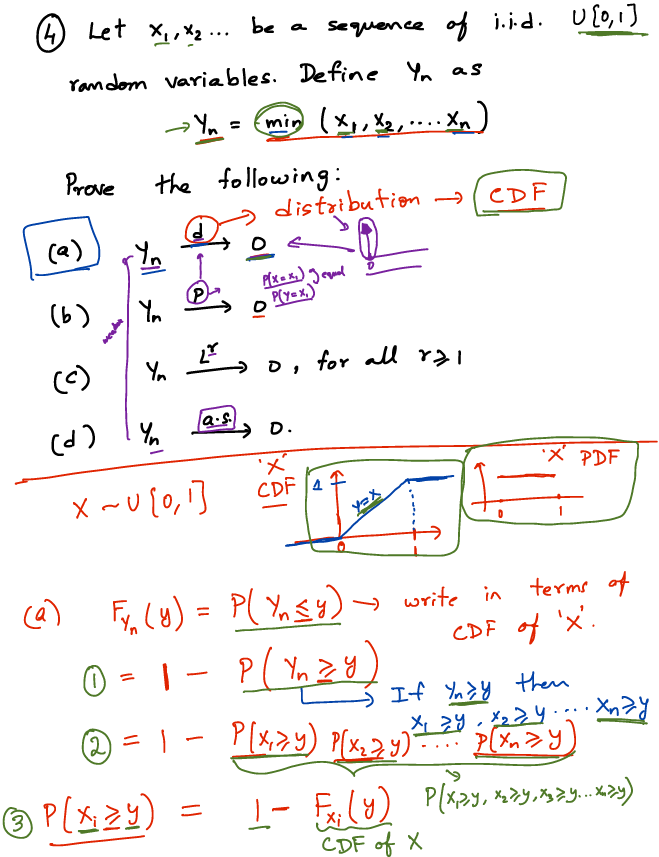 ④ Let X₁, X₂ ... be a sequence of i.i.d. U[0,1]
random variables. Define Yn as
→ Yn = min (X₁, X₂, .... Xn)
Prove the following:
distribution → CDF
(a) Yn d→ 0
0
(b) Yn P→ 0
P(X=x₁)
P(Y=x₁)
equal
(c) Yn Lʳ→ 0, for all r≥1
(d) Yn a.s.→ 0.
X ~ U[0,1]
'X' CDF
1
y=x
0 1
'X' PDF
0 1
(a) F_Yn(y) = P(Yn ≤ y) → write in terms of CDF of 'X'.
① = 1 - P(Yn ≥ y)
→ If Yn≥y then
X₁ ≥y, X₂≥y .... Xn≥y
② = 1 - P(X₁≥y) P(X₂≥y) .... P(Xn≥y)
P(X₁≥y, X₂≥y, X₃≥y... Xn≥y)
③ P(Xi≥y) = 1 - F_Xi(y)
CDF of X